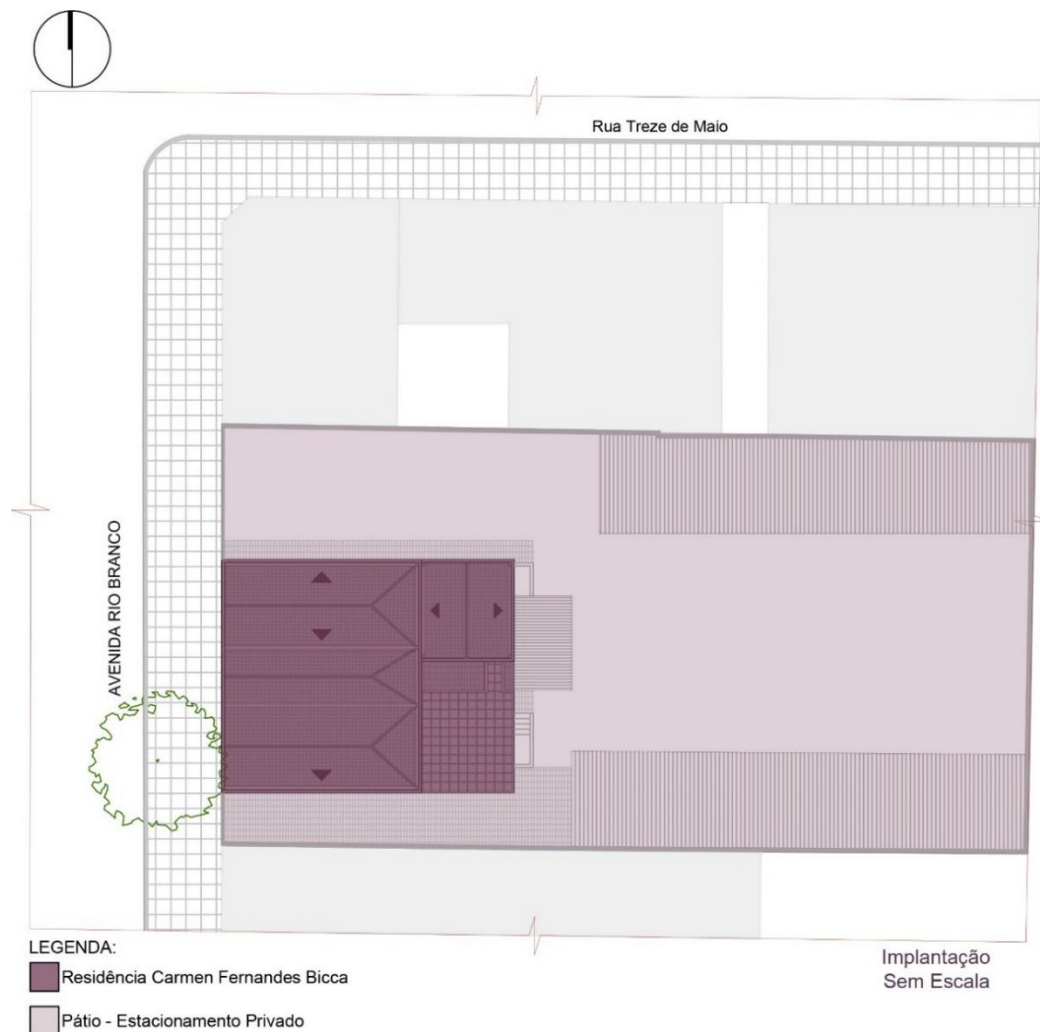 Rua Treze de Maio
AVENIDA RIO BRANCO
LEGENDA:
Residência Carmen Fernandes Bicca
Pátio - Estacionamento Privado
Implantação
Sem Escala